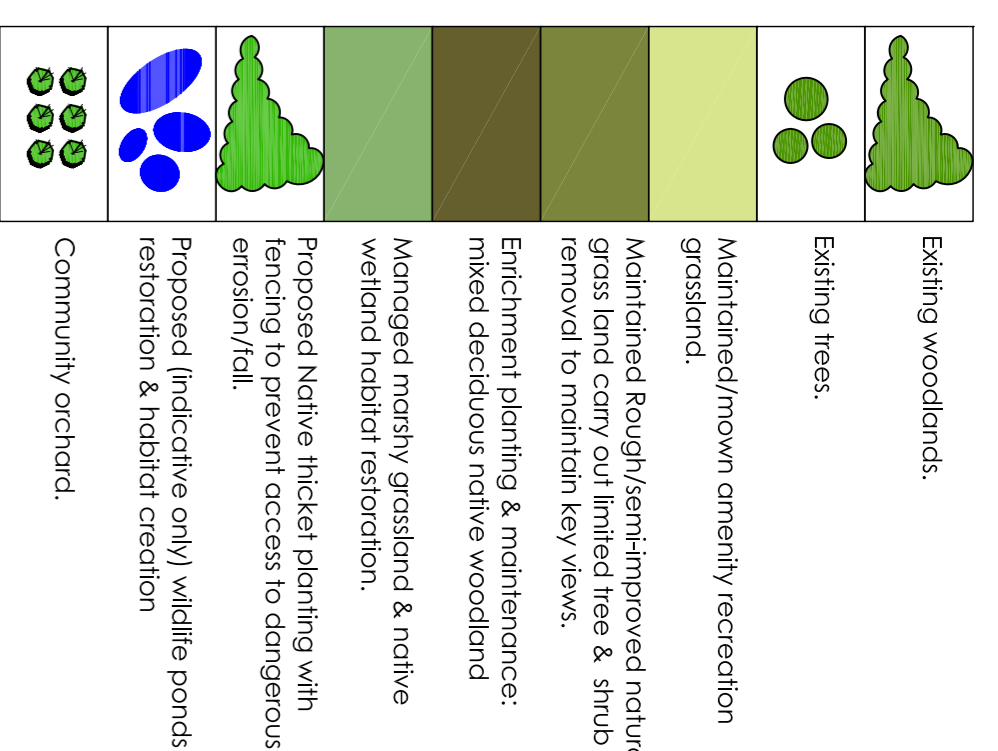 Existing woodlands.
Existing trees.
Maintained/mown amenity recreation
grassland.
Maintained Rough/semi-improved natur
grass land carry out limited tree & shrub
removal to maintain key views.
Enrichment planting & maintenance:
mixed deciduous native woodland
Managed marshy grassland & native
wetland habitat restoration.
Proposed Native thicket planting with
fencing to prevent access to dangerous
errosion/fall.
Proposed (indicative only) wildlife ponds
restoration & habitat creation
Community orchard.